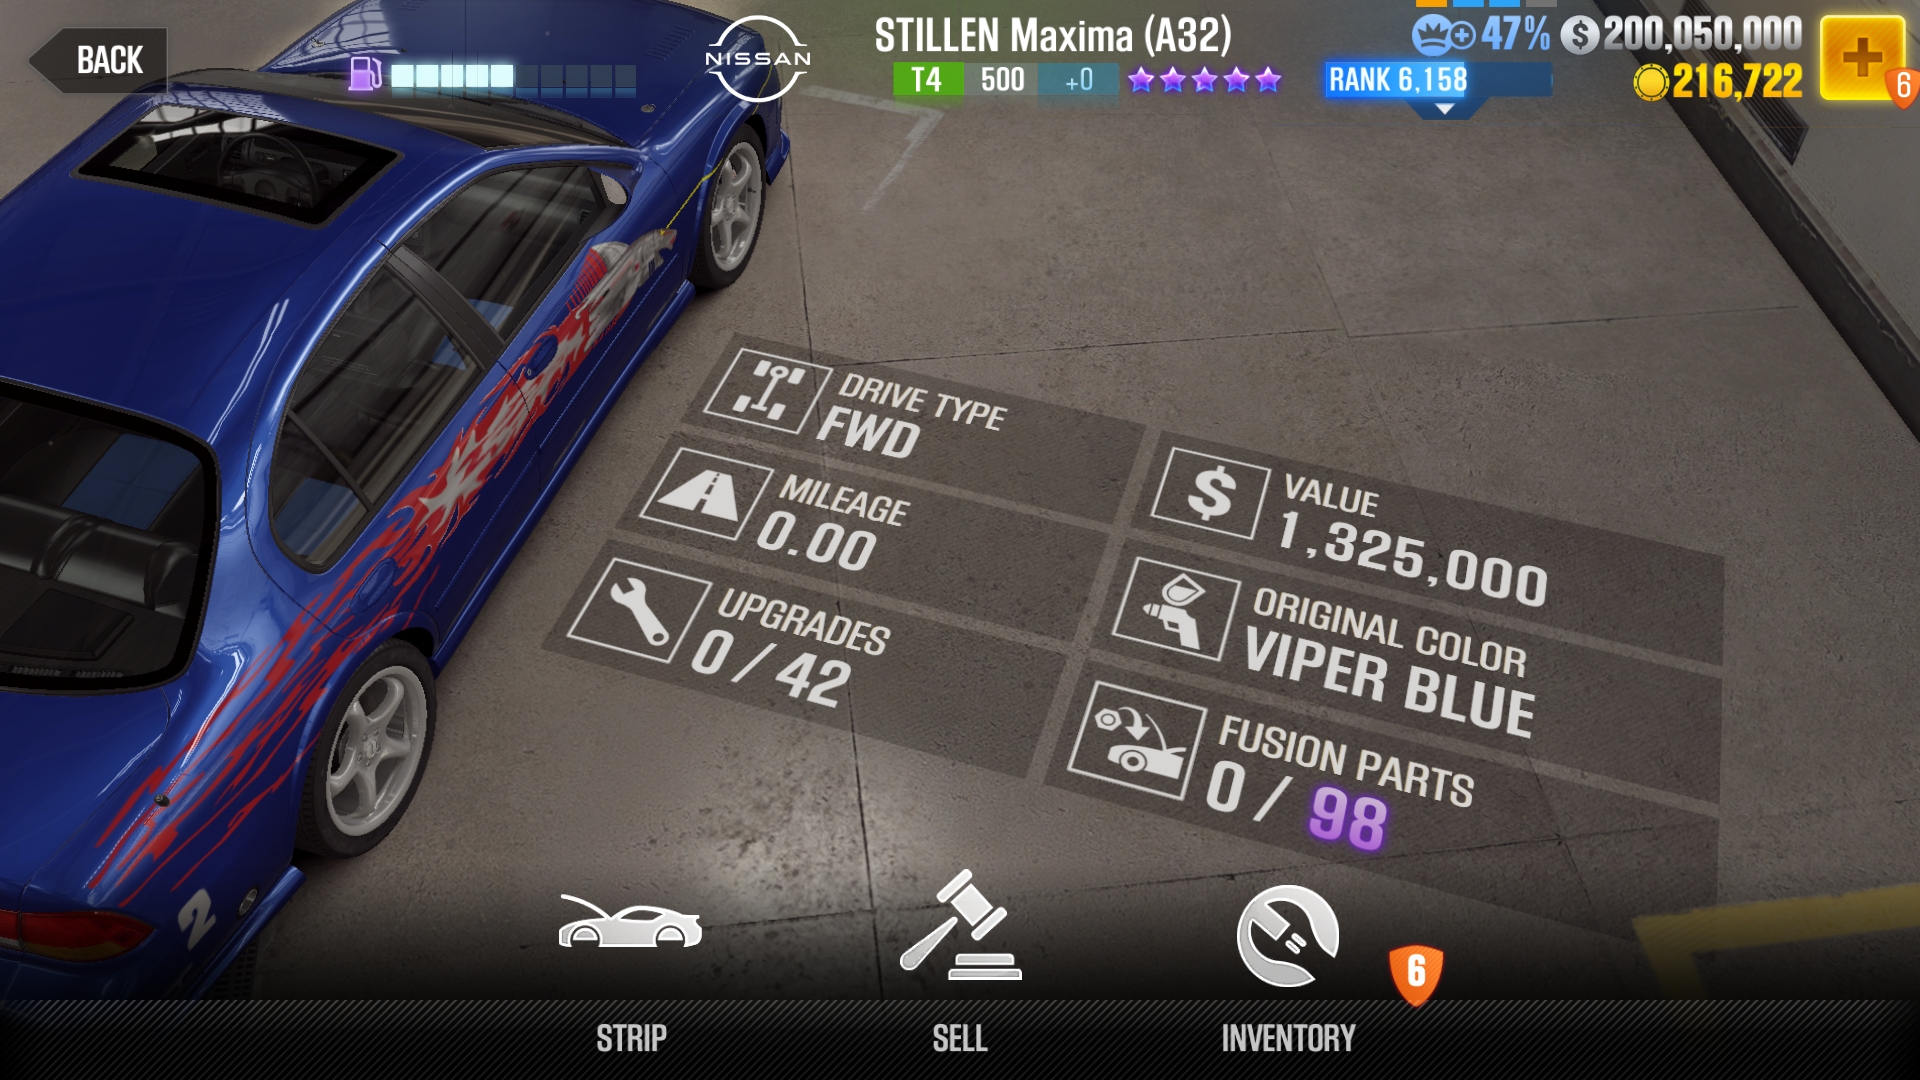 BACK
NISSAN
STILLEN Maxima (A32)
T4 500 +0
47%
$ 200,050,000
RANK 6,158
216,722
6
DRIVE TYPE
FWD
MILEAGE
0.00
UPGRADES
0/42
$ VALUE
1,325,000
ORIGINAL COLOR
VIPER BLUE
FUSION PARTS
0/ 98
2
6
STRIP
SELL
INVENTORY